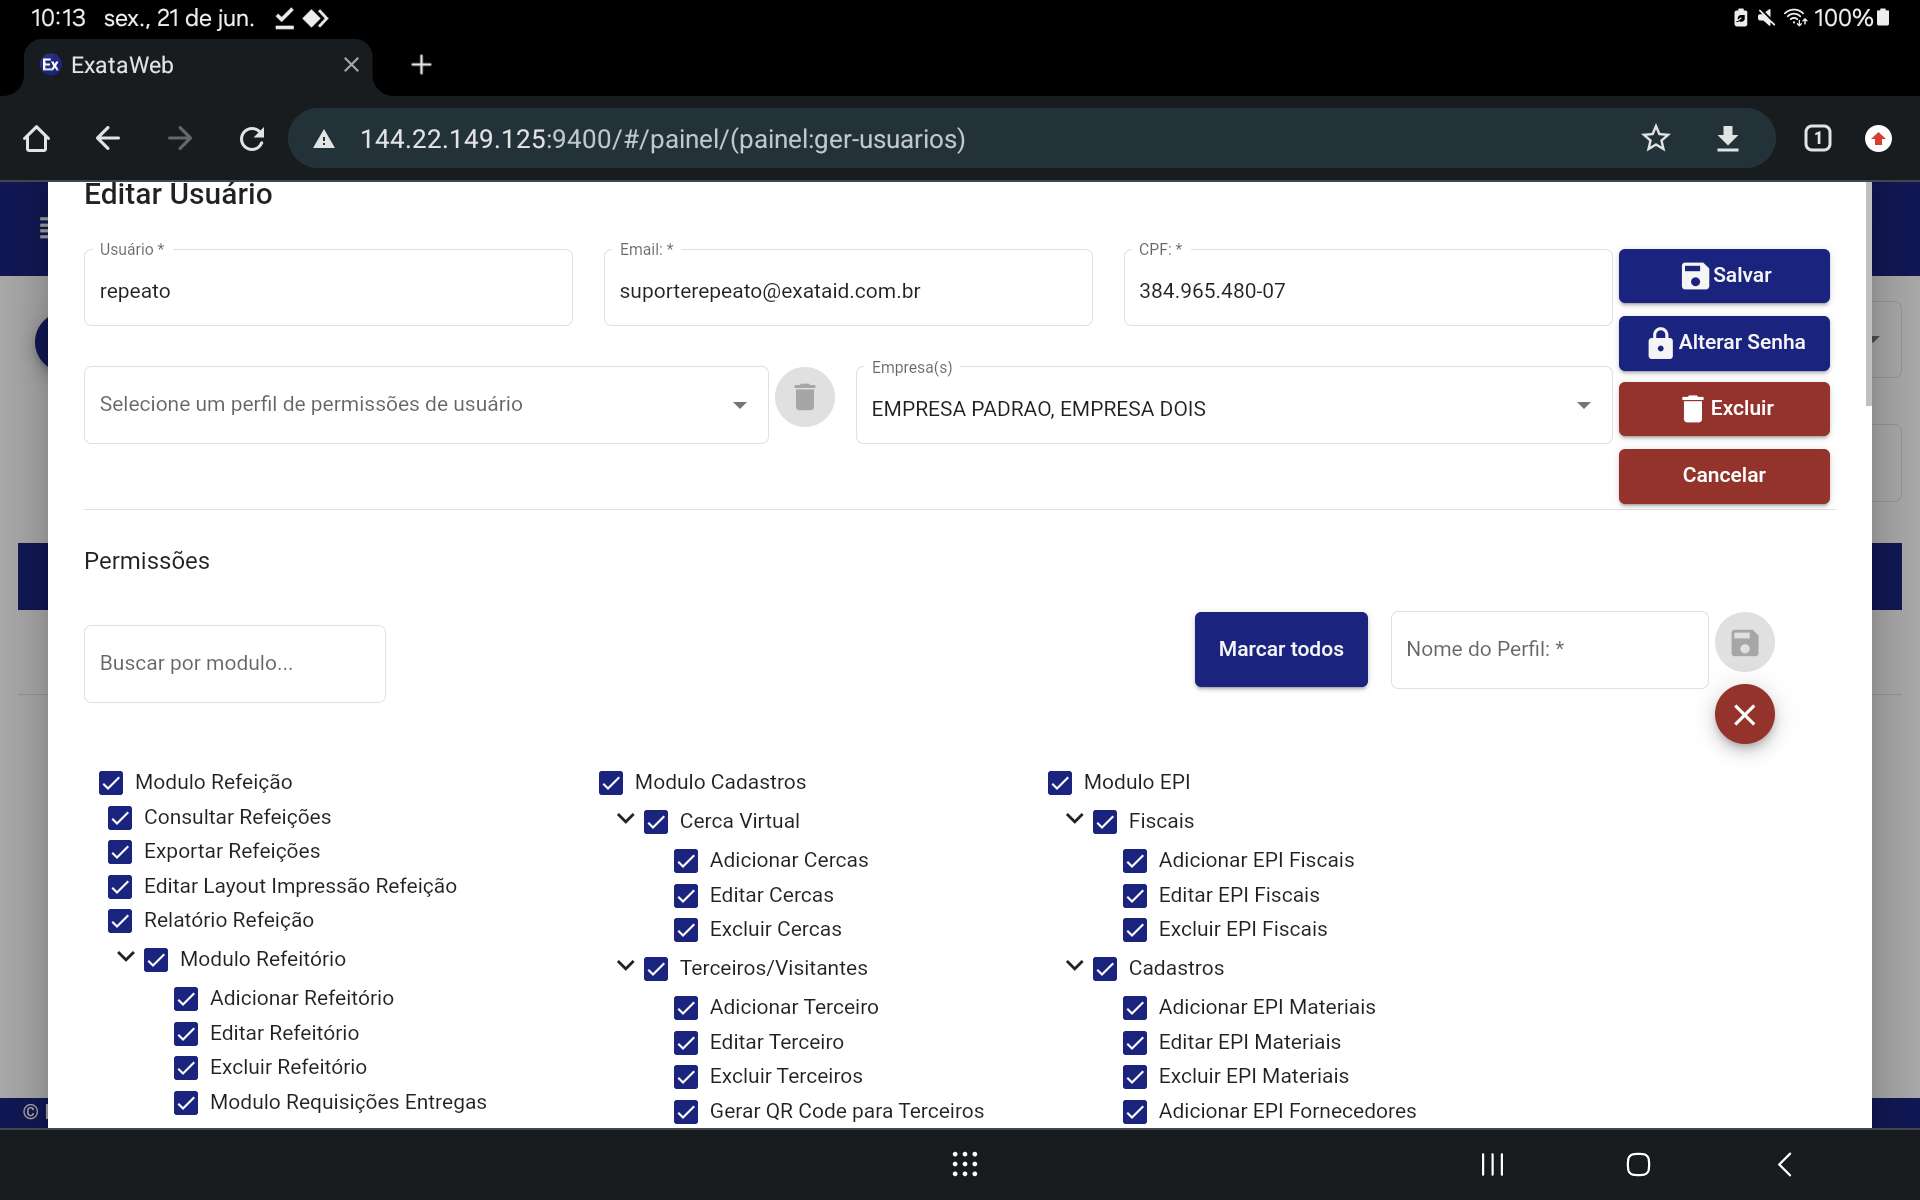 10:13 sex., 21 de jun. 100%
Ex ExataWeb
144.22.149.125:9400/#/painel/(painel:ger-usuarios) 1
Editar Usuário
Usuário *
repeato
Email: *
suporterepeato@exataid.com.br
CPF: *
384.965.480-07
Salvar
Alterar Senha
Selecione um perfil de permissões de usuário
Empresa(s)
EMPRESA PADRAO, EMPRESA DOIS
Excluir
Cancelar
Permissões
Buscar por modulo...
Marcar todos
Nome do Perfil: *
Modulo Refeição
Consultar Refeições
Exportar Refeições
Editar Layout Impressão Refeição
Relatório Refeição
Modulo Refeitório
Adicionar Refeitório
Editar Refeitório
Excluir Refeitório
Modulo Requisições Entregas
Modulo Cadastros
Cerca Virtual
Adicionar Cercas
Editar Cercas
Excluir Cercas
Terceiros/Visitantes
Adicionar Terceiro
Editar Terceiro
Excluir Terceiros
Gerar QR Code para Terceiros
Modulo EPI
Fiscais
Adicionar EPI Fiscais
Editar EPI Fiscais
Excluir EPI Fiscais
Cadastros
Adicionar EPI Materiais
Editar EPI Materiais
Excluir EPI Materiais
Adicionar EPI Fornecedores
©